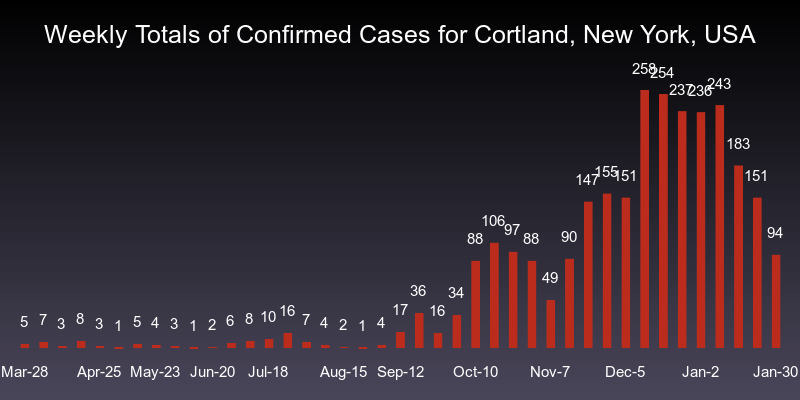 Weekly Totals of Confirmed Cases for Cortland, New York, USA
5 7 3 8 3 1 5 4 3 1 2 6 8 10 16 7 4 2 1 4 17 36 16 34 88 106 97 88 49 90 147 155 151 258 254 237 236 243 183 151 94
Mar-28 Apr-25 May-23 Jun-20 Jul-18 Aug-15 Sep-12 Oct-10 Nov-7 Dec-5 Jan-2 Jan-30